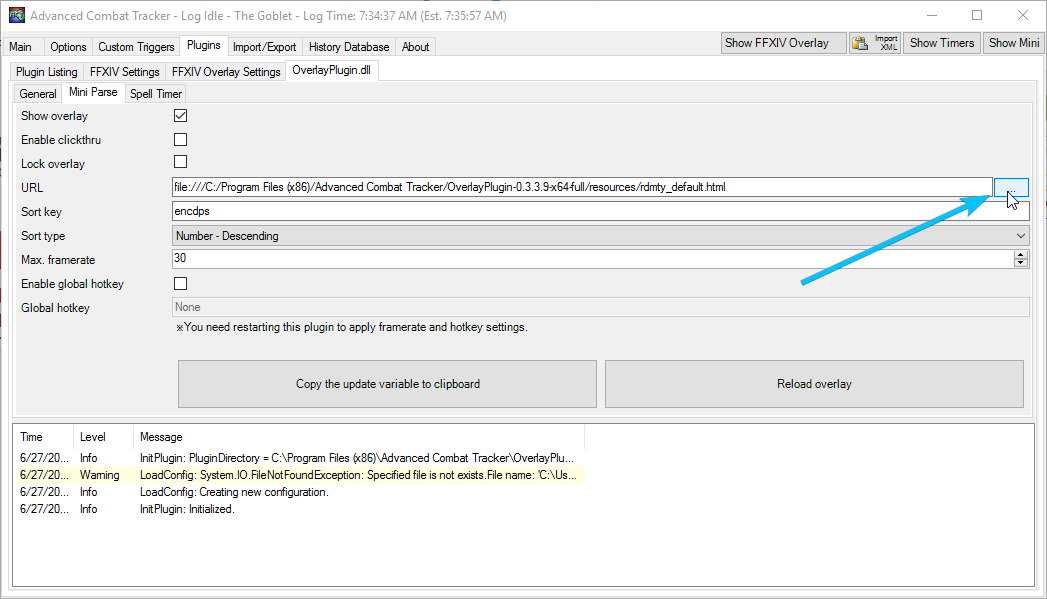 Advanced Combat Tracker - Log Idle - The Goblet - Log Time: 7:34:37 AM (Est. 7:35:57 AM)
Main Options Custom Triggers Plugins Import/Export History Database About Show FFXIV Overlay Import XML Show Timers Show Mini
Plugin Listing FFXIV Settings FFXIV Overlay Settings OverlayPlugin.dll
General Mini Parse Spell Timer
Show overlay
Enable clickthru
Lock overlay
URL file:///C:/Program Files (x86)/Advanced Combat Tracker/OverlayPlugin-0.3.3.9-x64-full/resources/rdmty_default.html ...
Sort key encdps
Sort type Number - Descending
Max. framerate 30
Enable global hotkey
Global hotkey None
※You need restarting this plugin to apply framerate and hotkey settings.
Copy the update variable to clipboard Reload overlay
Time Level Message
6/27/20... Info InitPlugin: PluginDirectory = C:\Program Files (x86)\Advanced Combat Tracker\OverlayPlu...
6/27/20... Warning LoadConfig: System.IO.FileNotFoundException: Specified file is not exists.File name: 'C:\Us...
6/27/20... Info LoadConfig: Creating new configuration.
6/27/20... Info InitPlugin: Initialized.